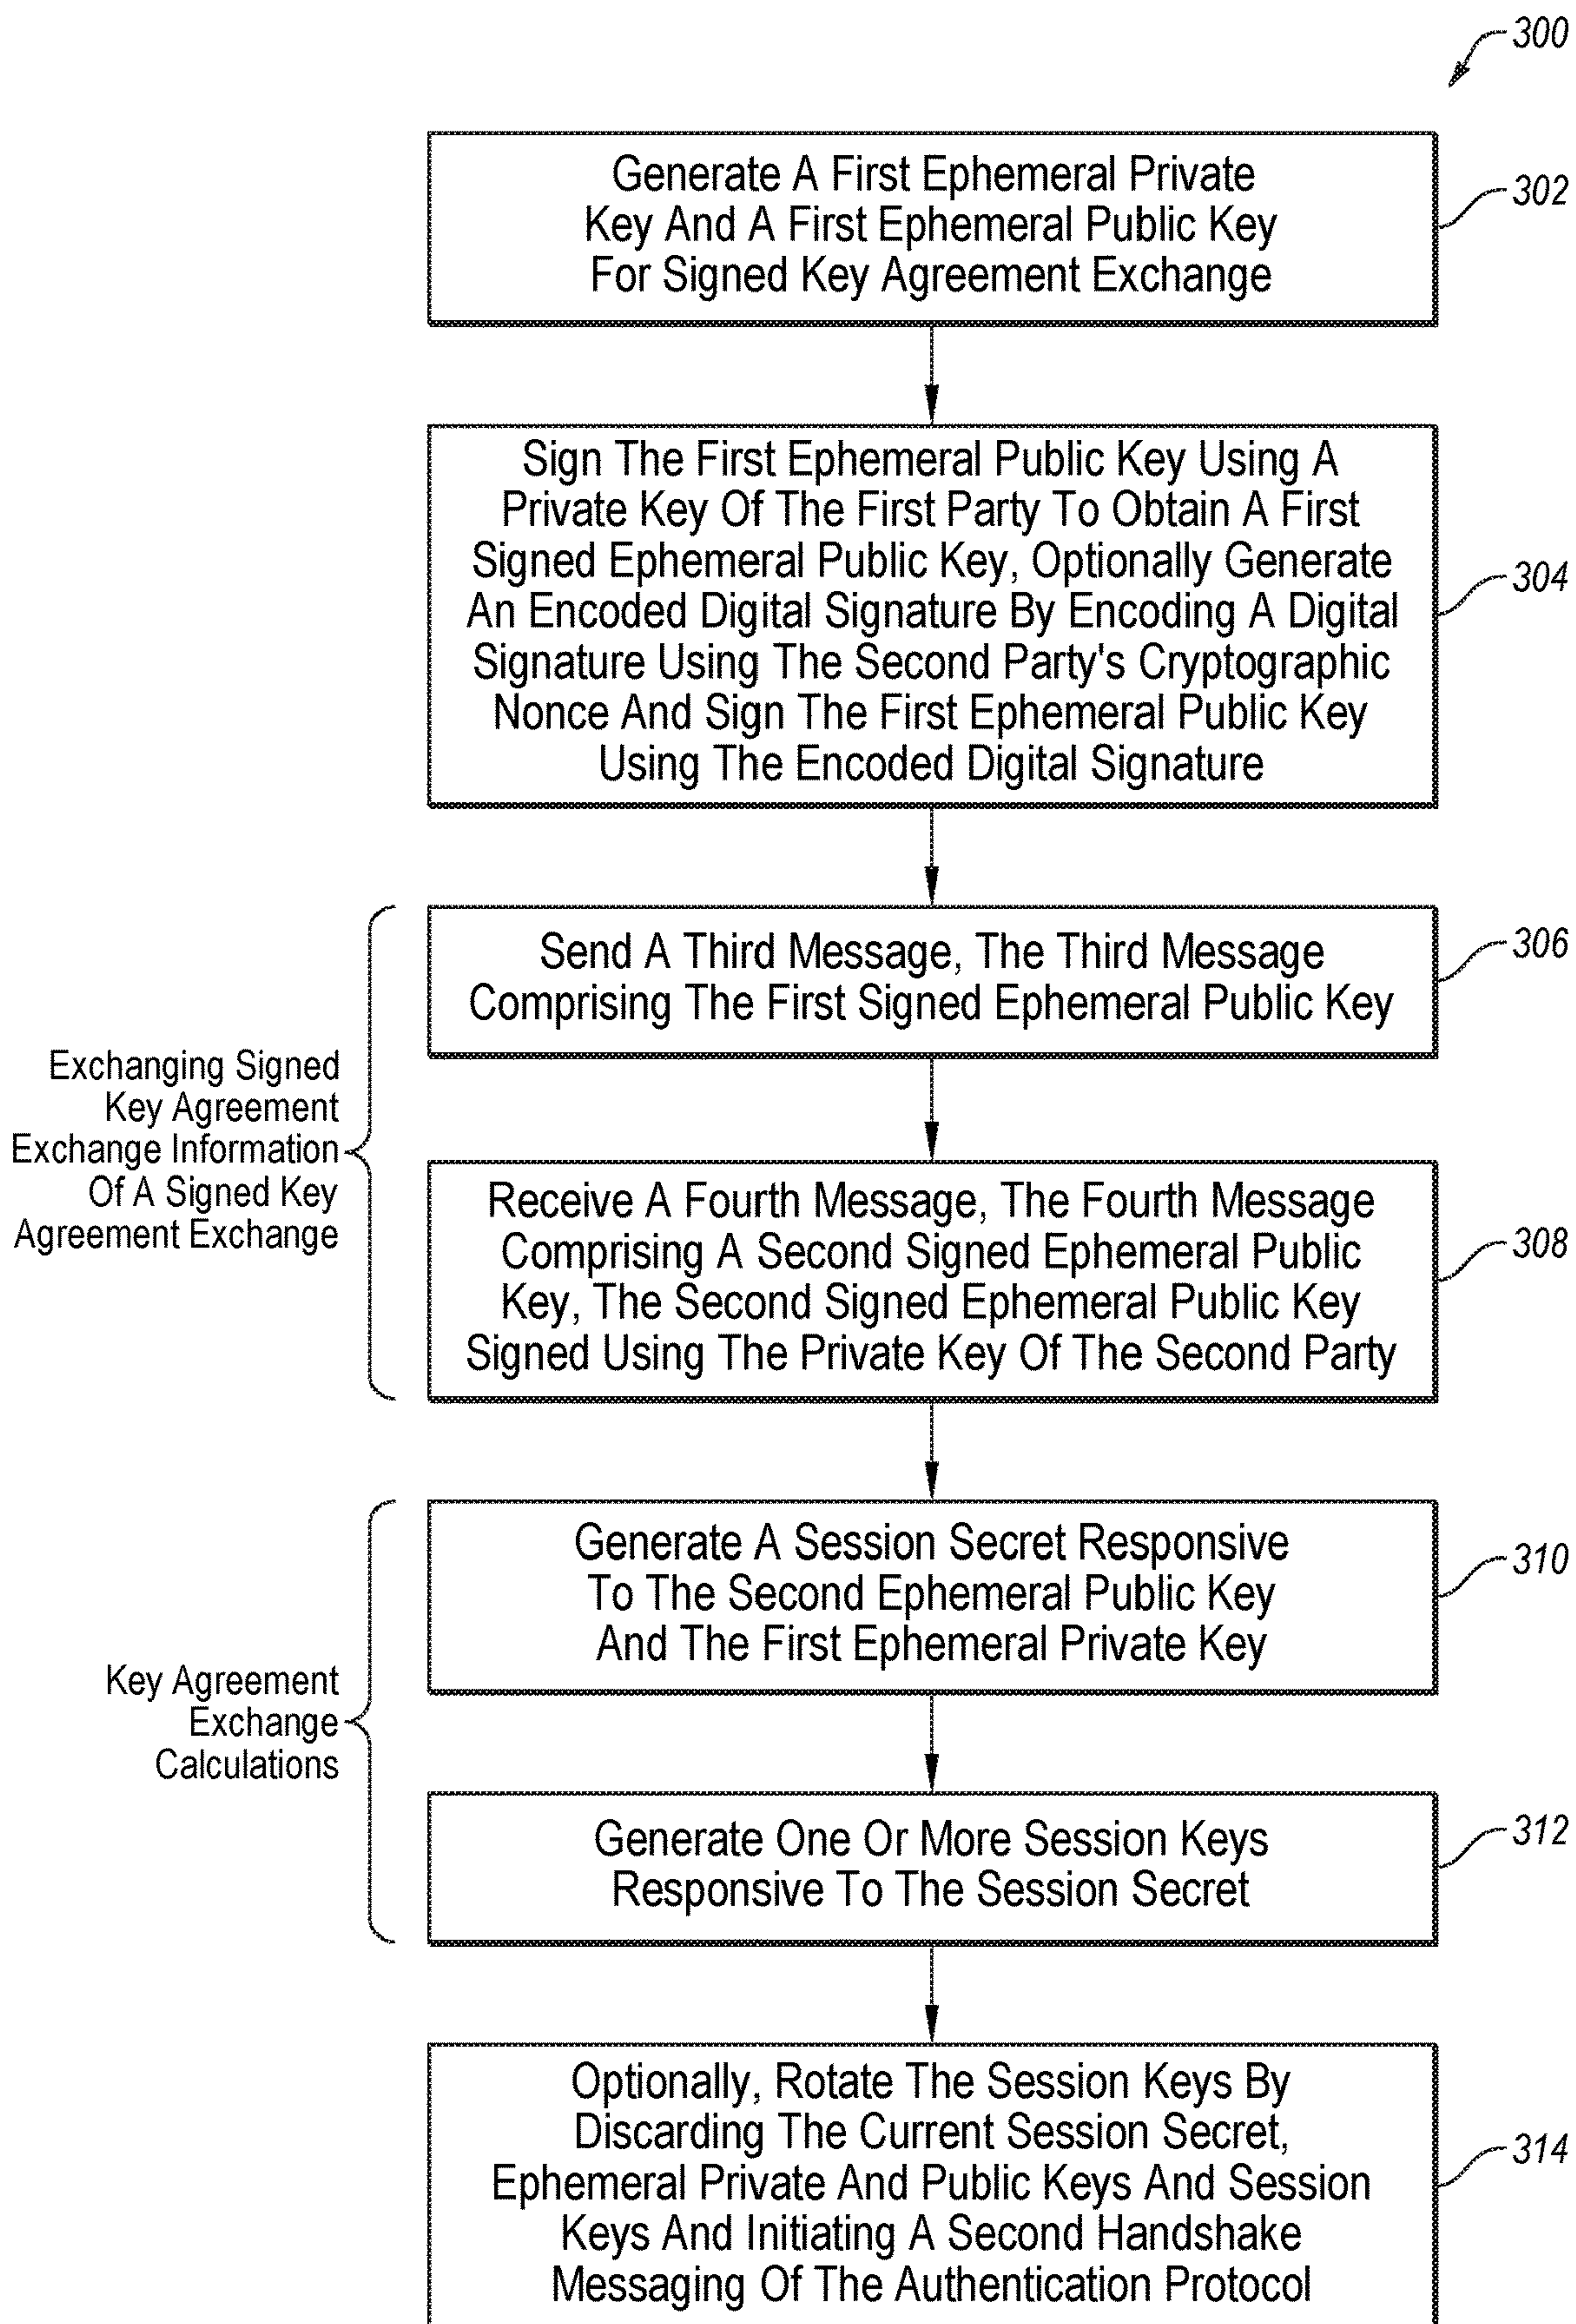 300
Generate A First Ephemeral Private
Key And A First Ephemeral Public Key
For Signed Key Agreement Exchange
302
Sign The First Ephemeral Public Key Using A
Private Key Of The First Party To Obtain A First
Signed Ephemeral Public Key, Optionally Generate
An Encoded Digital Signature By Encoding A Digital
Signature Using The Second Party's Cryptographic
Nonce And Sign The First Ephemeral Public Key
Using The Encoded Digital Signature
304
Exchanging Signed
Key Agreement
Exchange Information
Of A Signed Key
Agreement Exchange
Send A Third Message, The Third Message
Comprising The First Signed Ephemeral Public Key
306
Receive A Fourth Message, The Fourth Message
Comprising A Second Signed Ephemeral Public
Key, The Second Signed Ephemeral Public Key
Signed Using The Private Key Of The Second Party
308
Key Agreement
Exchange
Calculations
Generate A Session Secret Responsive
To The Second Ephemeral Public Key
And The First Ephemeral Private Key
310
Generate One Or More Session Keys
Responsive To The Session Secret
312
Optionally, Rotate The Session Keys By
Discarding The Current Session Secret,
Ephemeral Private And Public Keys And Session
Keys And Initiating A Second Handshake
Messaging Of The Authentication Protocol
314